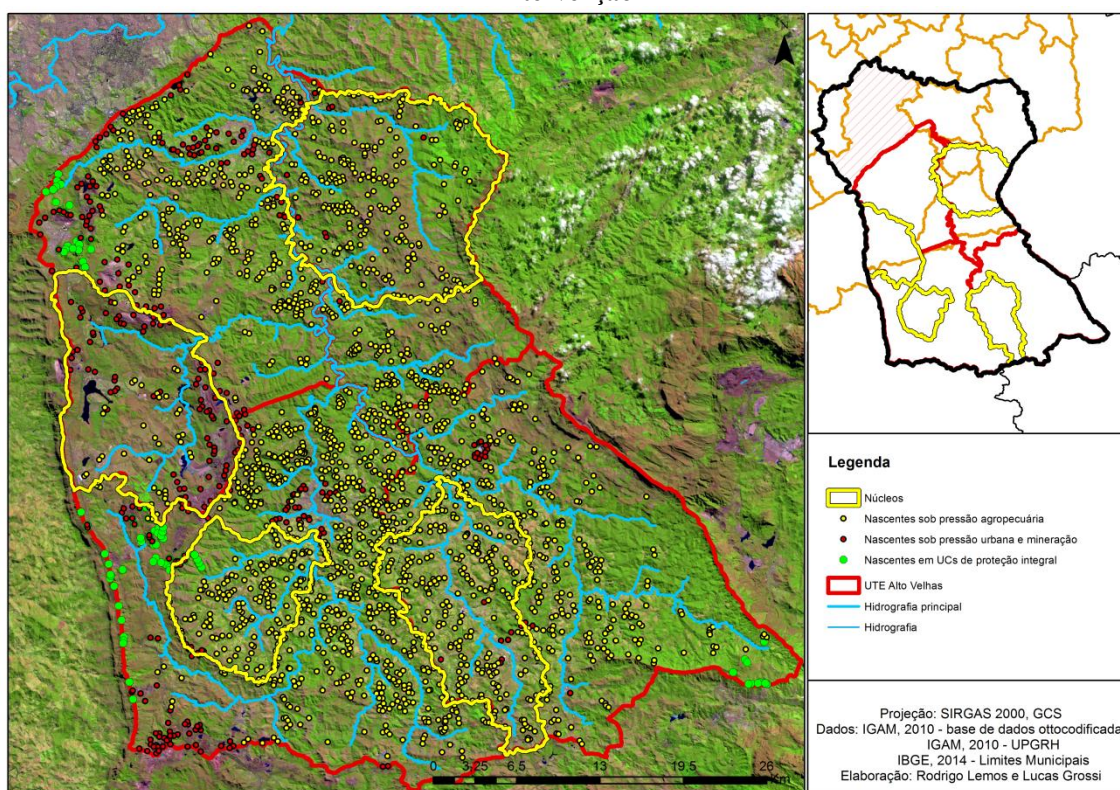 Legenda
Núcleos
Nascentes sob pressão agropecuária
Nascentes sob pressão urbana e mineração
Nascentes em UCs de proteção integral
UTE Alto Velhas
Hidrografia principal
Hidrografia
0 3.25 6.5 13 19.5 26
Km
Projeção: SIRGAS 2000, GCS
Dados: IGAM, 2010 - base de dados ottocodificada
IGAM, 2010 - UPGRH
IBGE, 2014 - Limites Municipais
Elaboração: Rodrigo Lemos e Lucas Grossi